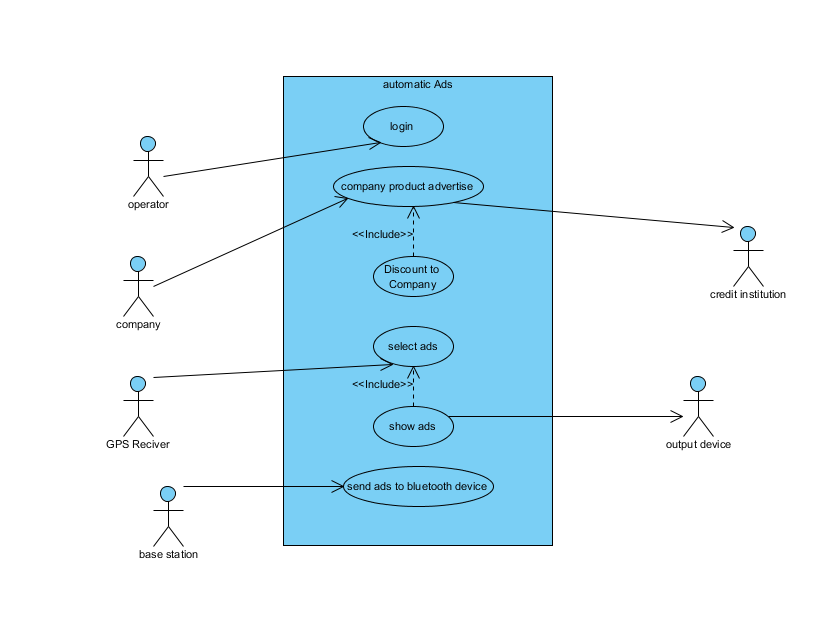 automatic Ads
login
operator
company product advertise
<<Include>>
Discount to
Company
credit institution
company
select ads
<<Include>>
show ads
GPS Reciver
output device
send ads to bluetooth device
base station